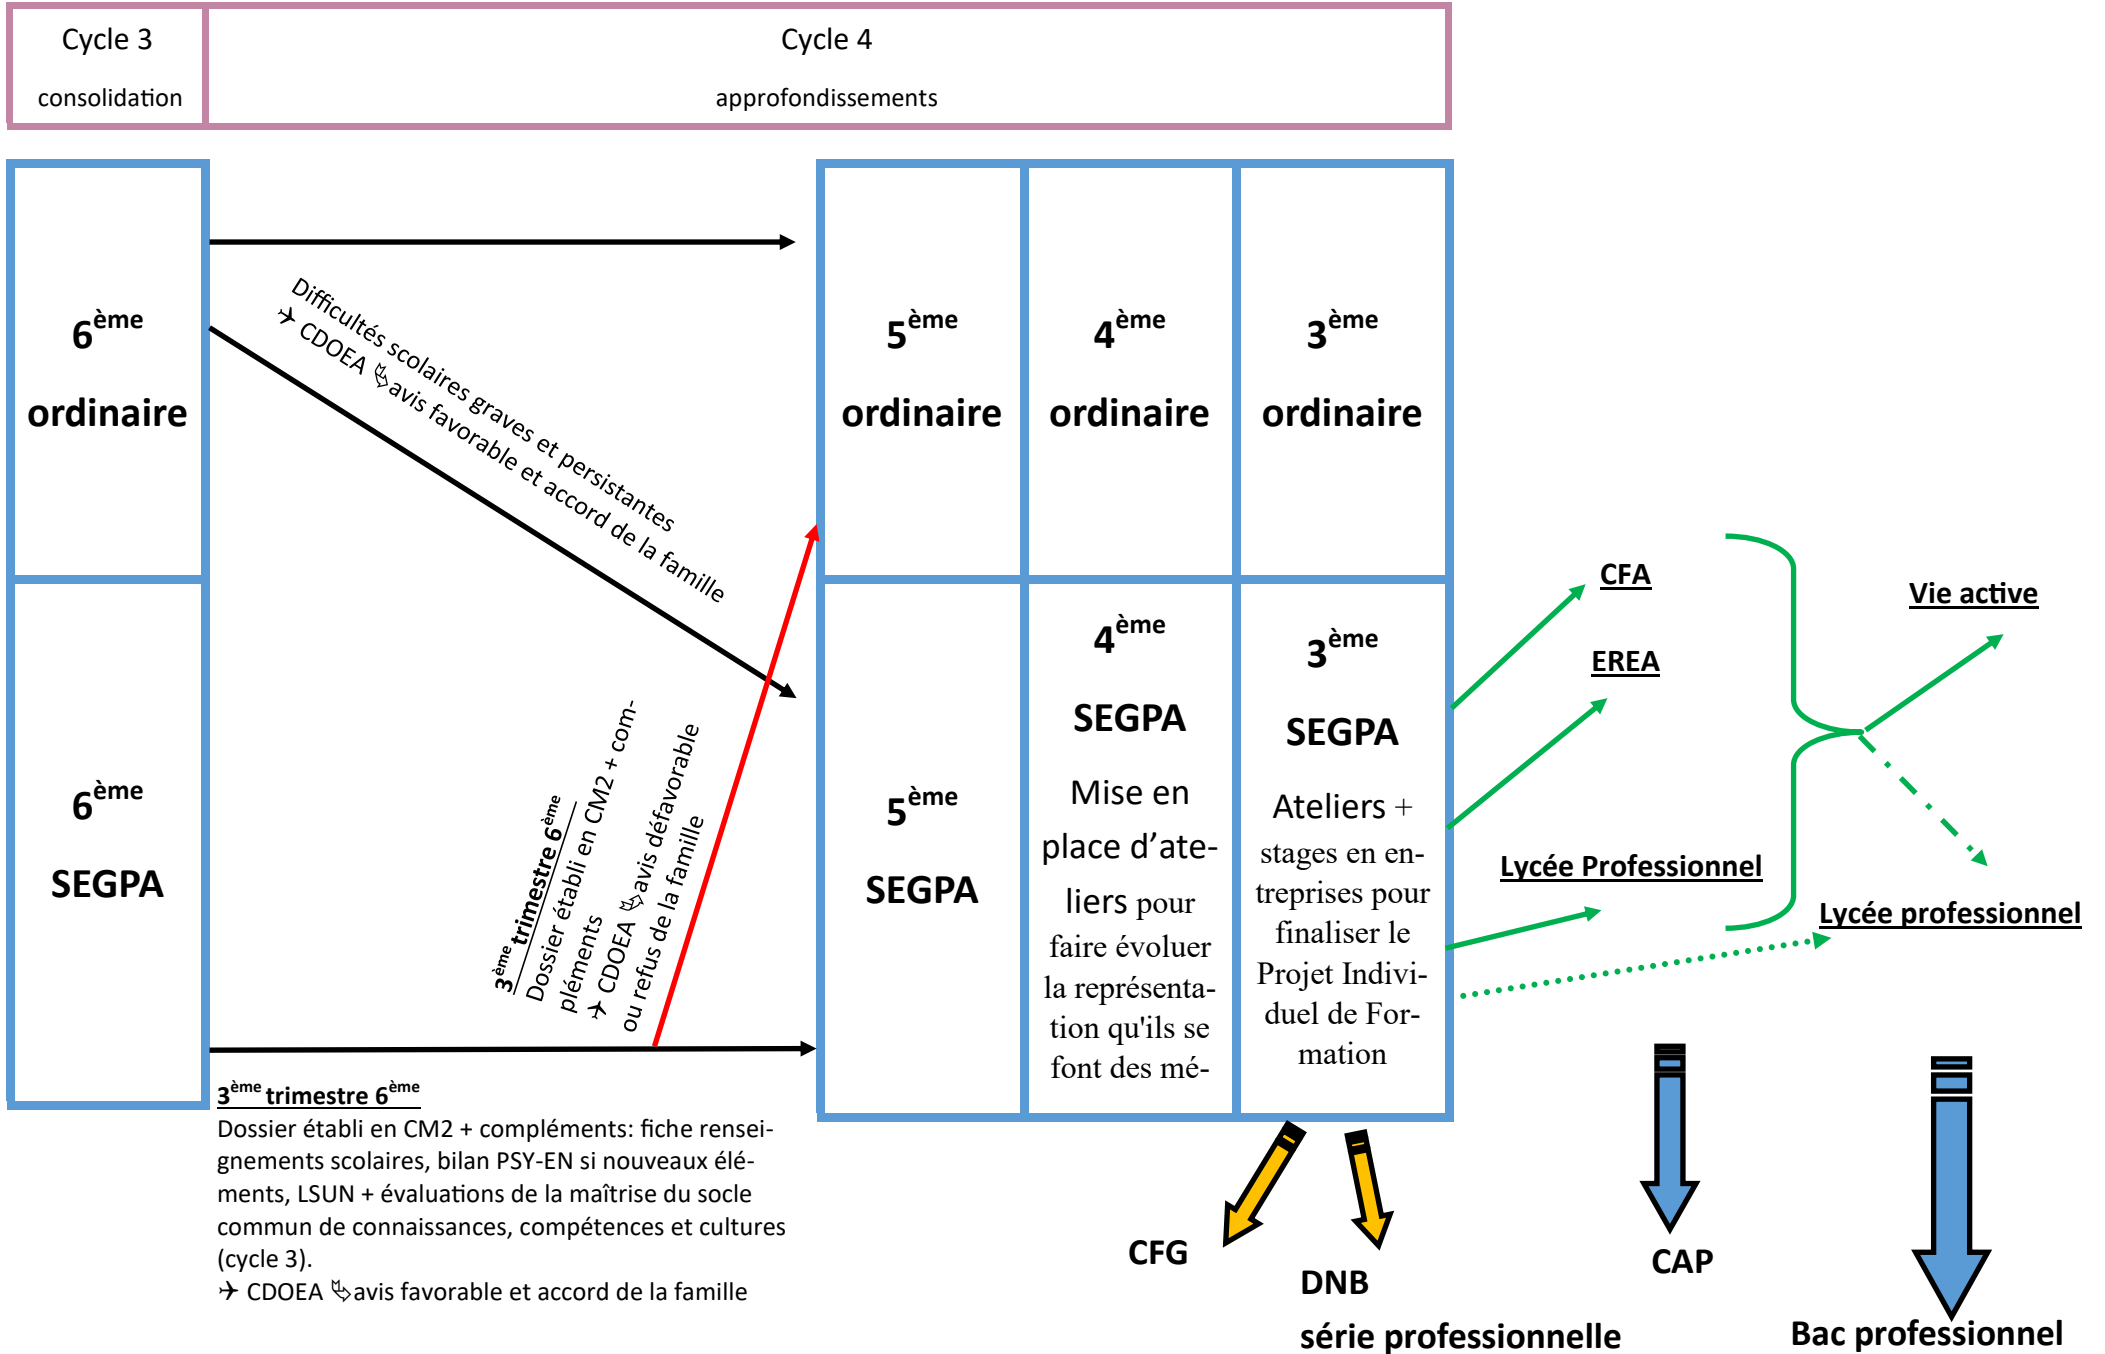 Cycle 3
consolidation
Cycle 4
approfondissements
6ème
ordinaire
6ème
SEGPA
Difficultés scolaires graves et persistantes
✈ CDOEA ⮱avis favorable et accord de la famille
3ème trimestre 6ème
Dossier établi en CM2 + com-
pléments
✈ CDOEA ⮱avis défavorable
ou refus de la famille
3ème trimestre 6ème
Dossier établi en CM2 + compléments: fiche rensei-
gnements scolaires, bilan PSY-EN si nouveaux élé-
ments, LSUN + évaluations de la maîtrise du socle
commun de connaissances, compétences et cultures
(cycle 3).
✈ CDOEA ⮱avis favorable et accord de la famille
5ème
ordinaire
4ème
ordinaire
3ème
ordinaire
5ème
SEGPA
4ème
SEGPA
Mise en
place d’ate-
liers pour
faire évoluer
la représenta-
tion qu'ils se
font des mé-
3ème
SEGPA
Ateliers +
stages en en-
treprises pour
finaliser le
Projet Indivi-
duel de For-
mation
CFA
EREA
Lycée Professionnel
Vie active
Lycée professionnel
CFG
DNB
série professionnelle
CAP
Bac professionnel